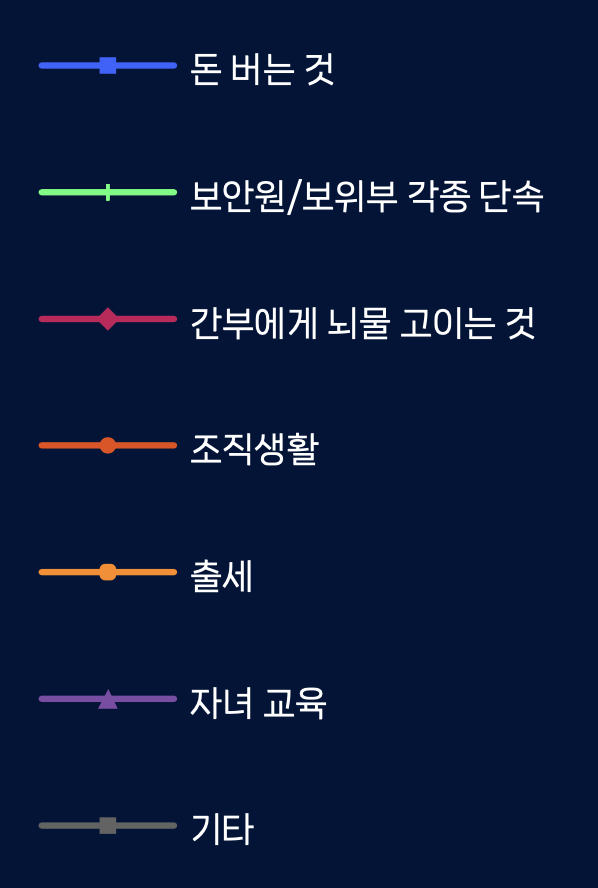 돈 버는 것
보안원/보위부 각종 단속
간부에게 뇌물 고이는 것
조직생활
출세
자녀 교육
기타